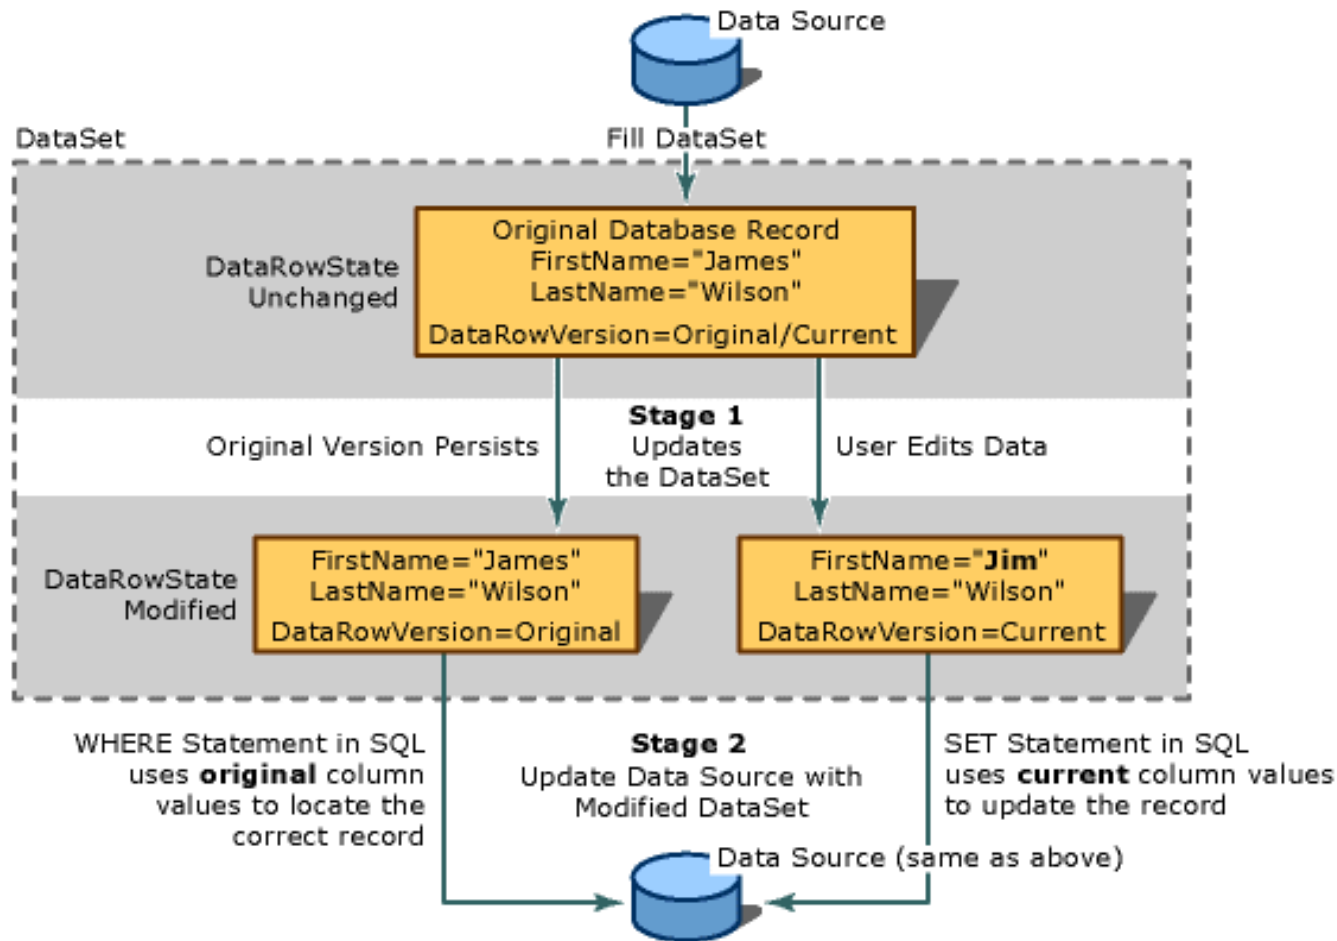 Data Source
DataSet
Fill DataSet
Original Database Record
FirstName="James"
LastName="Wilson"
DataRowVersion=Original/Current
DataRowState
Unchanged
Original Version Persists
Stage 1
Updates
the DataSet
User Edits Data
DataRowState
Modified
FirstName="James"
LastName="Wilson"
DataRowVersion=Original
FirstName="Jim"
LastName="Wilson"
DataRowVersion=Current
WHERE Statement in SQL
uses original column
values to locate the
correct record
Stage 2
Update Data Source with
Modified DataSet
SET Statement in SQL
uses current column values
to update the record
Data Source (same as above)